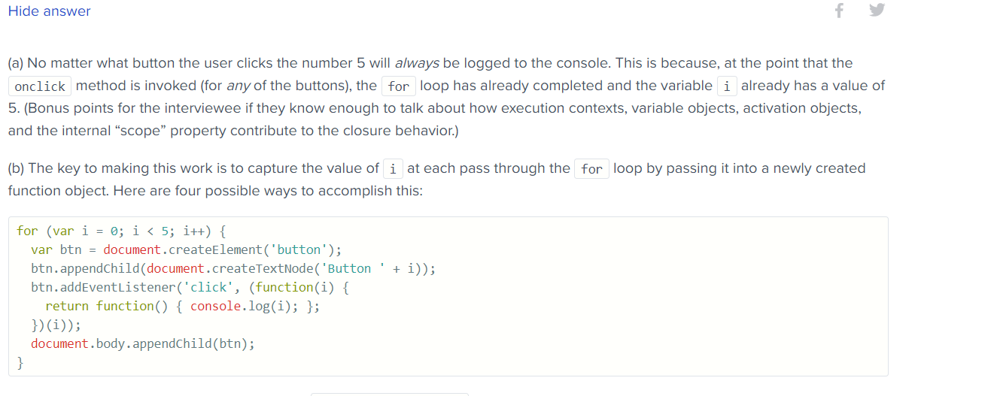 Hide answer
(a) No matter what button the user clicks the number 5 will always be logged to the console. This is because, at the point that the
onclick method is invoked (for any of the buttons), the for loop has already completed and the variable i already has a value of
5. (Bonus points for the interviewee if they know enough to talk about how execution contexts, variable objects, activation objects,
and the internal “scope” property contribute to the closure behavior.)
(b) The key to making this work is to capture the value of i at each pass through the for loop by passing it into a newly created
function object. Here are four possible ways to accomplish this:
for (var i = 0; i < 5; i++) {
  var btn = document.createElement('button');
  btn.appendChild(document.createTextNode('Button ' + i));
  btn.addEventListener('click', (function(i) {
    return function() { console.log(i); };
  })(i));
  document.body.appendChild(btn);
}